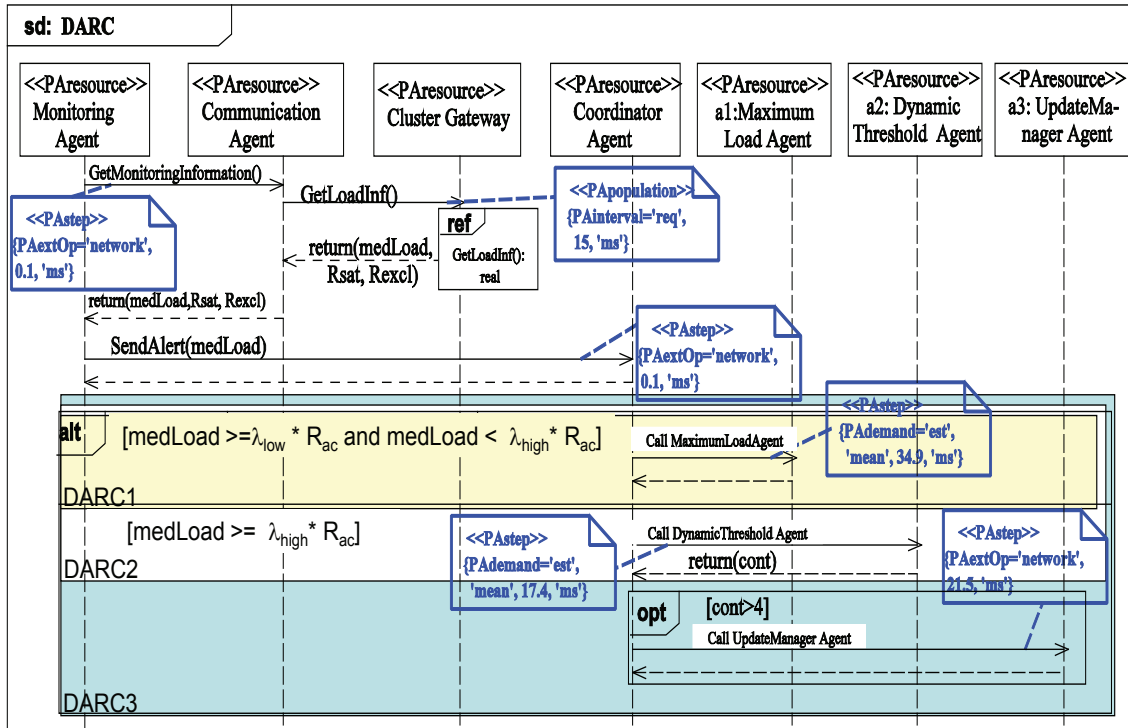 sd: DARC
<<PAresource>>
Monitoring
Agent
<<PAresource>>
Communication
Agent
<<PAresource>>
Cluster Gateway
<<PAresource>>
Coordinator
Agent
<<PAresource>>
a1:Maximum
Load Agent
<<PAresource>>
a2: Dynamic
Threshold Agent
<<PAresource>>
a3: UpdateMa-
nager Agent
GetMonitoringInformation()
<<PAstep>>
{PAextOp='network',
0.1, 'ms'}
GetLoadInf()
<<PApopulation>>
{PAinterval='req',
15, 'ms'}
ref
GetLoadInf():
real
return(medLoad,
Rsat, Rexcl)
return(medLoad,Rsat, Rexcl)
SendAlert(medLoad)
<<PAstep>>
{PAextOp='network',
0.1, 'ms'}
alt
[medLoad >=λlow * Rac and medLoad < λhigh* Rac]
Call MaximumLoadAgent
<<PAstep>>
{PAdemand='est',
'mean', 34.9, 'ms'}
DARC1
[medLoad >= λhigh* Rac]
<<PAstep>>
{PAdemand='est',
'mean', 17.4, 'ms'}
Call DynamicThreshold Agent
return(cont)
<<PAstep>>
{PAextOp='network',
21.5, 'ms'}
DARC2
opt
[cont>4]
Call UpdateManager Agent
DARC3